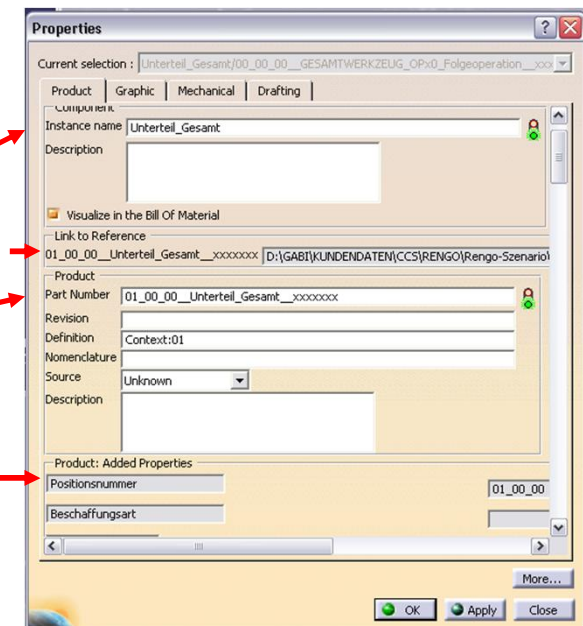 Properties
Current selection : Unterteil_Gesamt/00_00_00__GESAMTWERKZEUG_OPx0_Folgeoperation__xxx
Product Graphic Mechanical Drafting
Component
Instance name Unterteil_Gesamt
Description
Visualize in the Bill Of Material
Link to Reference
01_00_00__Unterteil_Gesamt__xxxxxxx D:\GABI\KUNDENDATEN\CCS\RENGO\Rengo-Szenario\
Product
Part Number 01_00_00__Unterteil_Gesamt__xxxxxxx
Revision
Definition Context:01
Nomenclature
Source Unknown
Description
Product: Added Properties
Positionsnummer 01_00_00
Beschaffungsart
More...
OK Apply Close